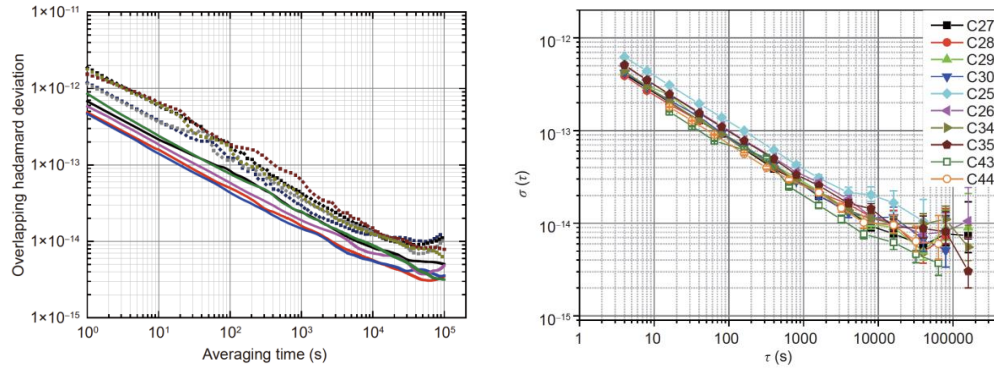 1×10⁻¹¹
1×10⁻¹²
1×10⁻¹³
1×10⁻¹⁴
1×10⁻¹⁵
Overlapping hadamard deviation
10⁰ 10¹ 10² 10³ 10⁴ 10⁵
Averaging time (s)
10⁻¹²
10⁻¹³
10⁻¹⁴
10⁻¹⁵
σ (τ)
1 10 100 1000 10000 100000
τ (s)
C27
C28
C29
C30
C25
C26
C34
C35
C43
C44